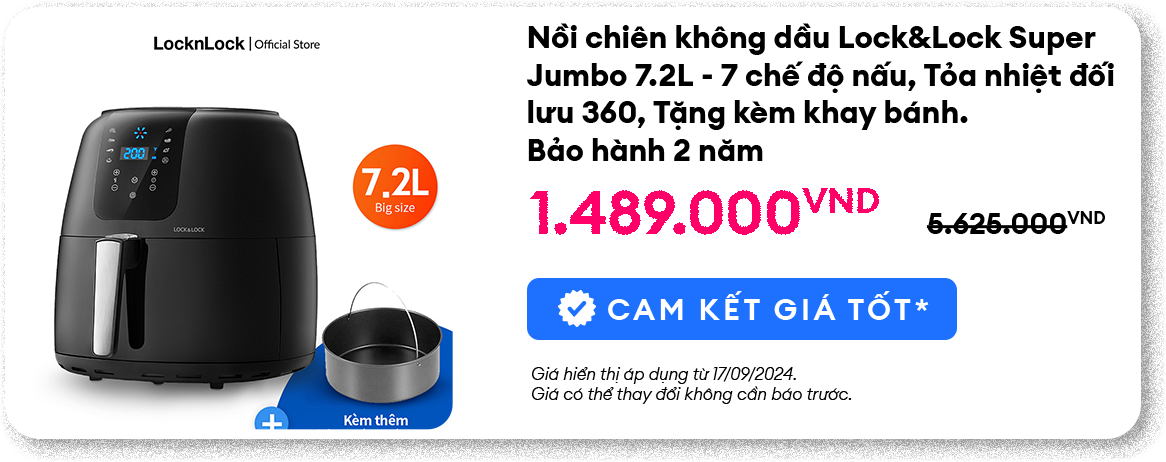 LocknLock | Official Store
Nồi chiên không dầu Lock&Lock Super
Jumbo 7.2L - 7 chế độ nấu, Tỏa nhiệt đối
lưu 360, Tặng kèm khay bánh.
Bảo hành 2 năm
200
LOCK&LOCK
7.2L
Big size
1.489.000VND
5.625.000VND
CAM KẾT GIÁ TỐT*
Giá hiển thị áp dụng từ 17/09/2024.
Giá có thể thay đổi không cần báo trước.
+
Kèm thêm